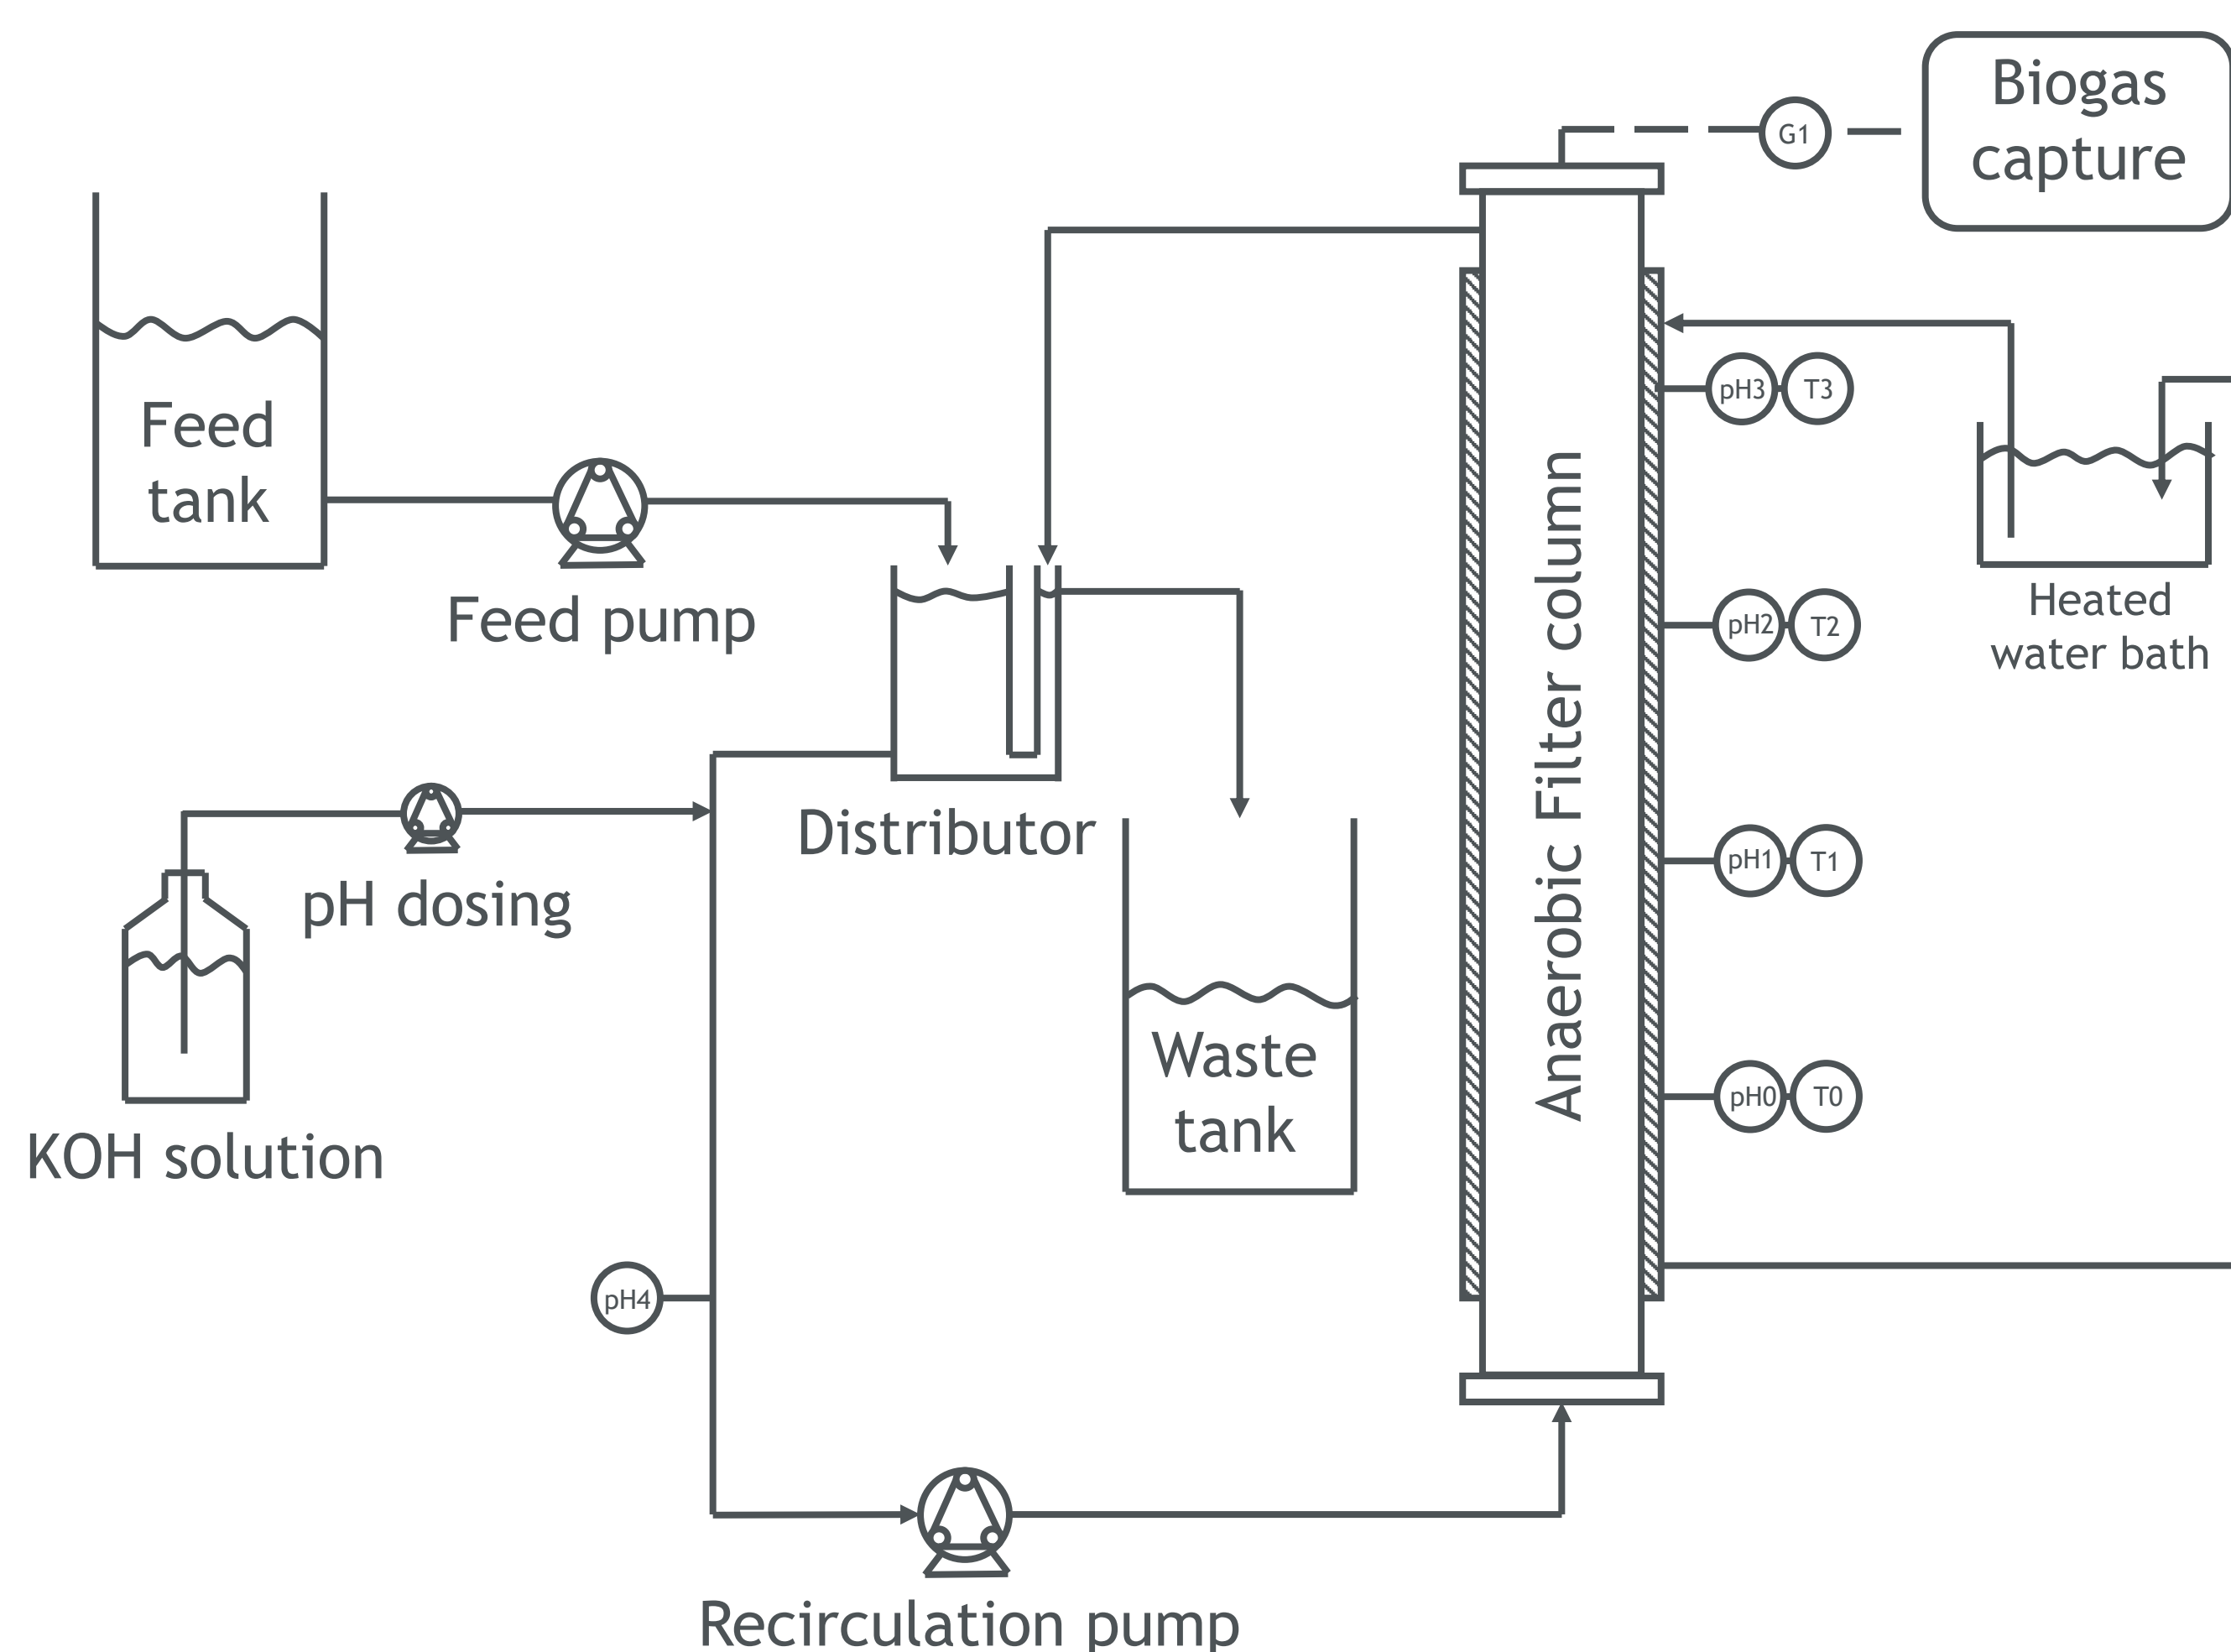 Biogas
capture
G1
Feed
tank
pH3
T3
Feed pump
Heated
water bath
pH2
T2
Anaerobic Filter column
Distributor
pH1
T1
pH dosing
Waste
tank
KOH solution
pH0
T0
pH4
Recirculation pump